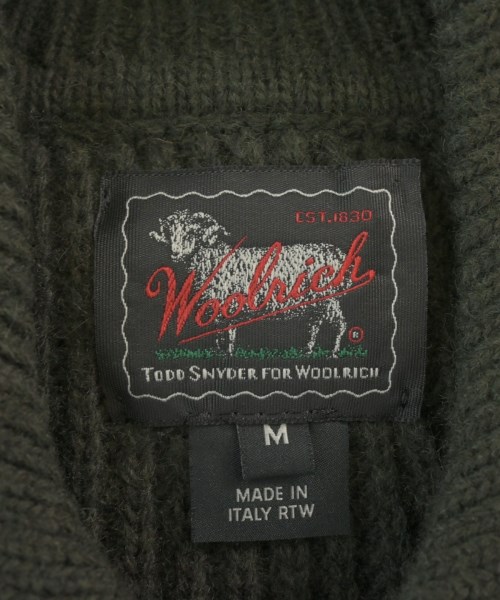 EST.1830
Woolrich
®
TODD SNYDER FOR WOOLRICH
M
MADE IN
ITALY RTW